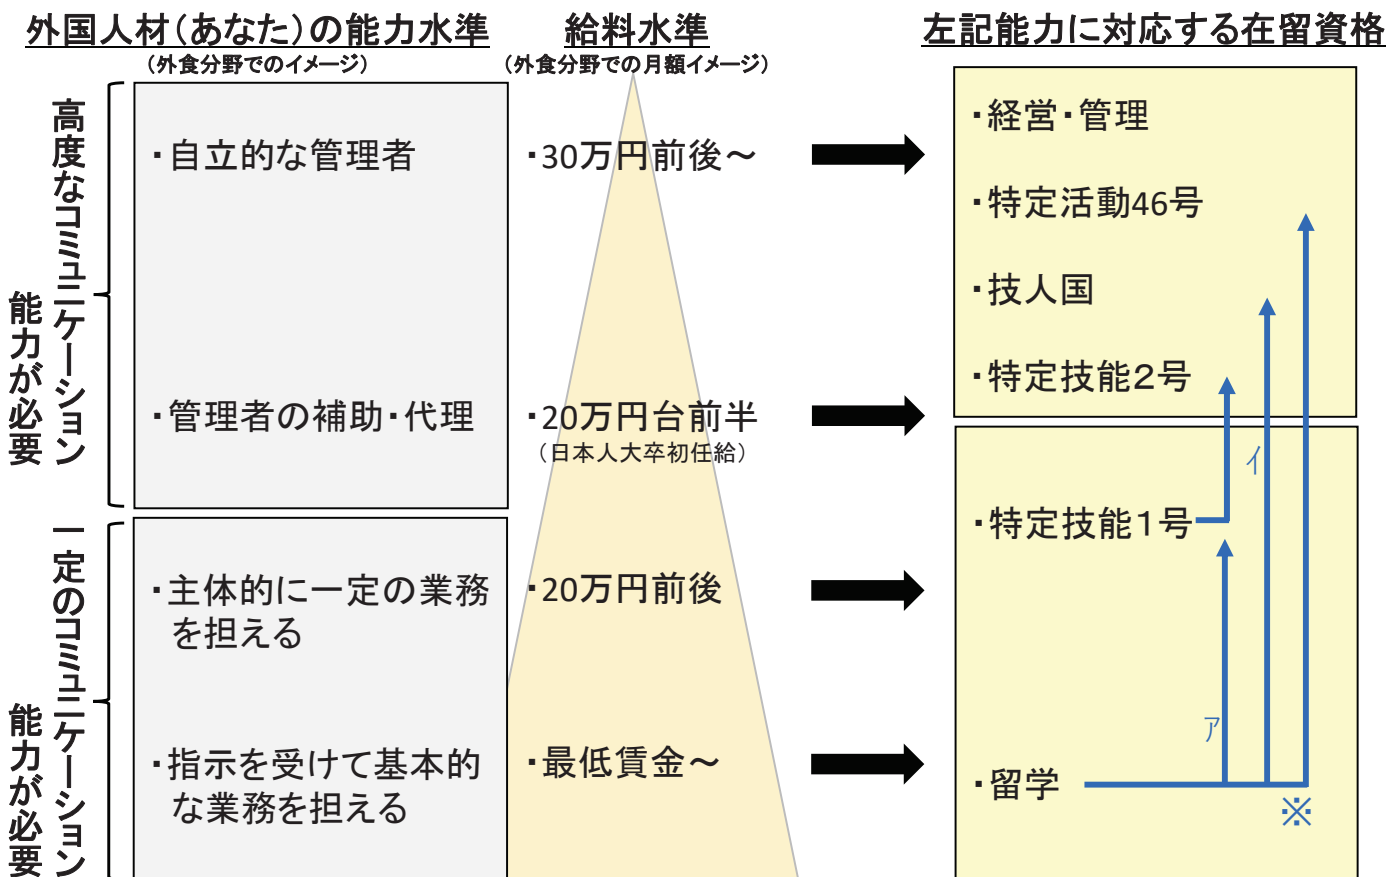 外国人材(あなた)の能力水準
(外食分野でのイメージ)
給料水準
(外食分野での月額イメージ)
左記能力に対応する在留資格
高度なコミュニケーション
能力が必要
・自立的な管理者
・30万円前後～
・経営・管理
・特定活動46号
・技人国
・特定技能2号
・管理者の補助・代理
・20万円台前半
(日本人大卒初任給)
一定のコミュニケーション
能力が必要
・主体的に一定の業務
を担える
・20万円前後
・特定技能1号
イ
ア
・指示を受けて基本的
な業務を担える
・最低賃金～
・留学
※